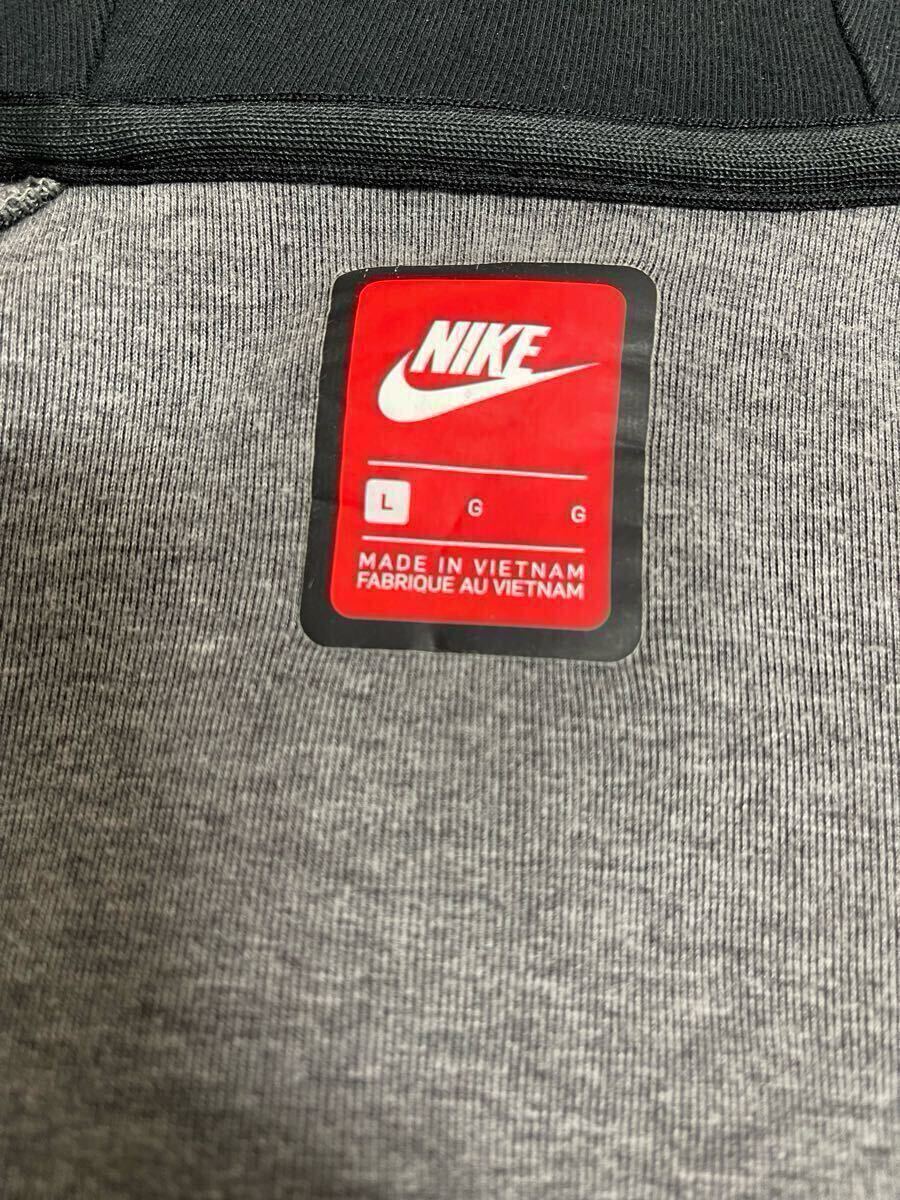 NIKE
L G G
MADE IN VIETNAM
FABRIQUE AU VIETNAM